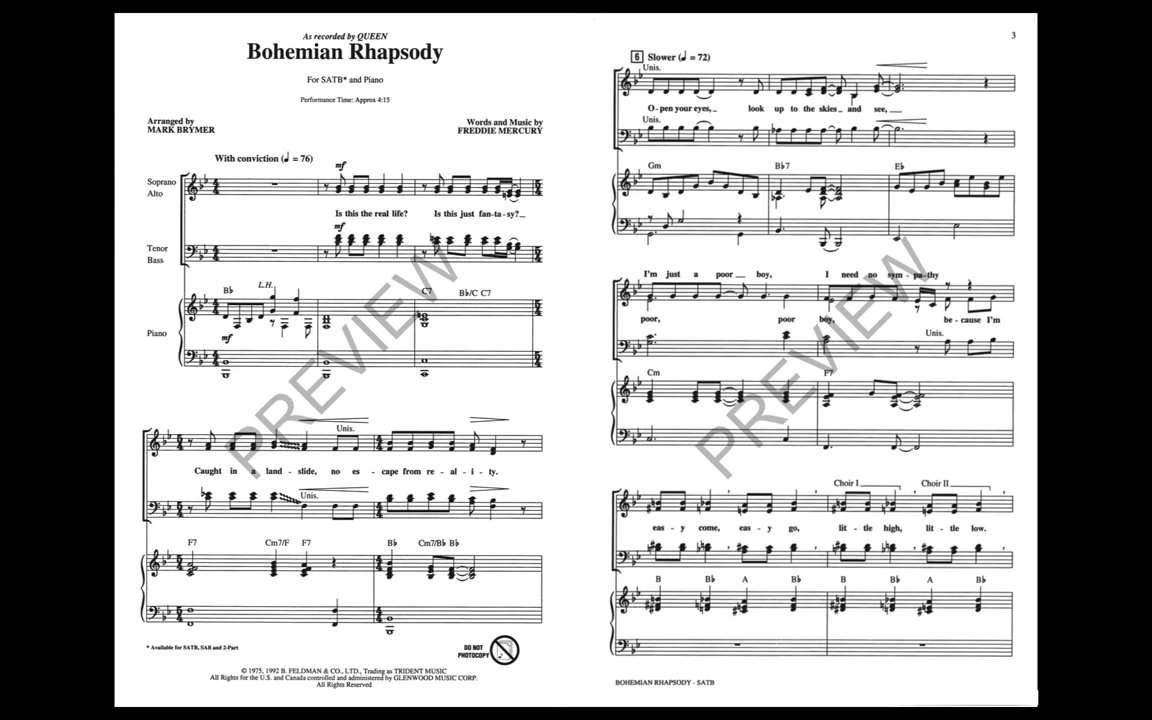 As recorded by QUEEN
Bohemian Rhapsody
For SATB* and Piano
Performance Time: Approx 4:15
Arranged by
MARK BRYMER
Words and Music by
FREDDIE MERCURY
With conviction (♩ = 76)
mf
Soprano
Alto
Is this the real life? Is this just fan-ta-sy?
mf
Tenor
Bass
L.H.
B♭ C7 B♭/C C7
Piano
mf
Unis.
Caught in a land - slide, no es - cape from re - al - i - ty.
Unis.
F7 Cm7/F F7 B♭ Cm7/B♭ B♭
* Available for SATB, SAB and 2-Part
DO NOT
PHOTOCOPY
© 1975, 1992 B. FELDMAN & CO., LTD., Trading as TRIDENT MUSIC
All Rights for the U.S. and Canada controlled and administered by GLENWOOD MUSIC CORP.
All Rights Reserved
PREVIEW
3
6 Slower (♩ = 72)
Unis.
O - pen your eyes, look up to the skies and see,
Unis.
Gm B♭7 E♭
I'm just a poor boy, I need no sym - pa-thy
poor, poor boy, be - cause I'm
Unis.
Cm F7
Choir I Choir II
eas - y come, eas - y go, lit - tle high, lit - tle low.
B B♭ A B♭ B B♭ A B♭
BOHEMIAN RHAPSODY - SATB
PREVIEW